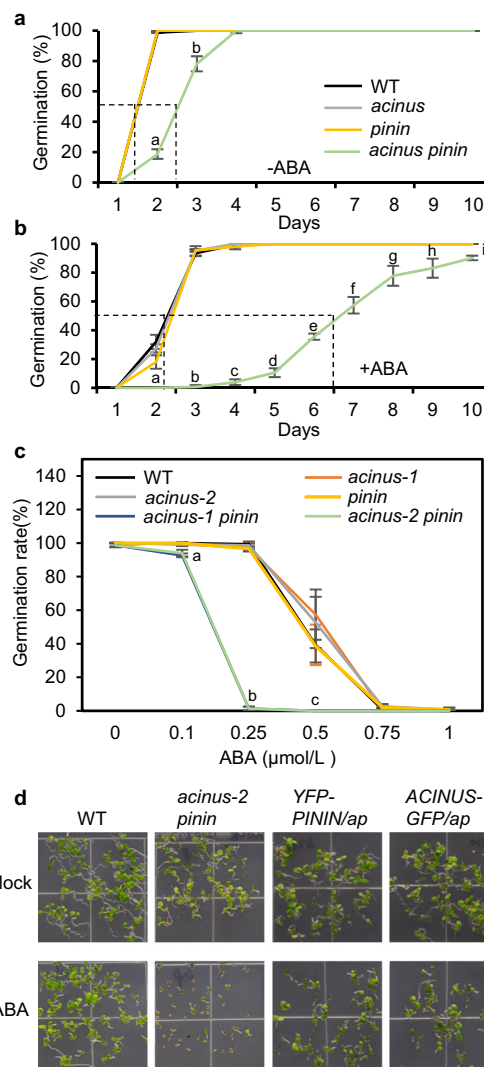 a
Germination (%)
100
80
60
40
20
0
a
b
WT
acinus
pinin
acinus pinin
-ABA
1 2 3 4 5 6 7 8 9 10
Days
b
Germination (%)
100
80
60
40
20
0
a
b
c
d
e
f
g
h
i
+ABA
1 2 3 4 5 6 7 8 9 10
Days
c
WT
acinus-1
acinus-2
pinin
acinus-1 pinin
acinus-2 pinin
Germination rate(%)
140
120
100
80
60
40
20
0
a
b
c
0 0.1 0.25 0.5 0.75 1
ABA (µmol/L )
d
WT
acinus-2
pinin
YFP-
PININ/ap
ACINUS-
GFP/ap
lock
ABA